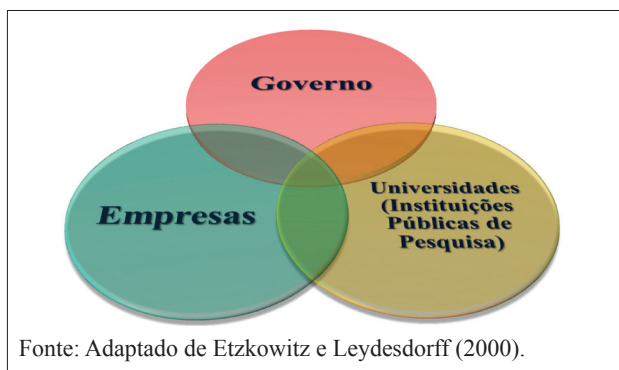 Governo
Empresas
Universidades
(Instituições
Públicas de
Pesquisa)
Fonte: Adaptado de Etzkowitz e Leydesdorff (2000).